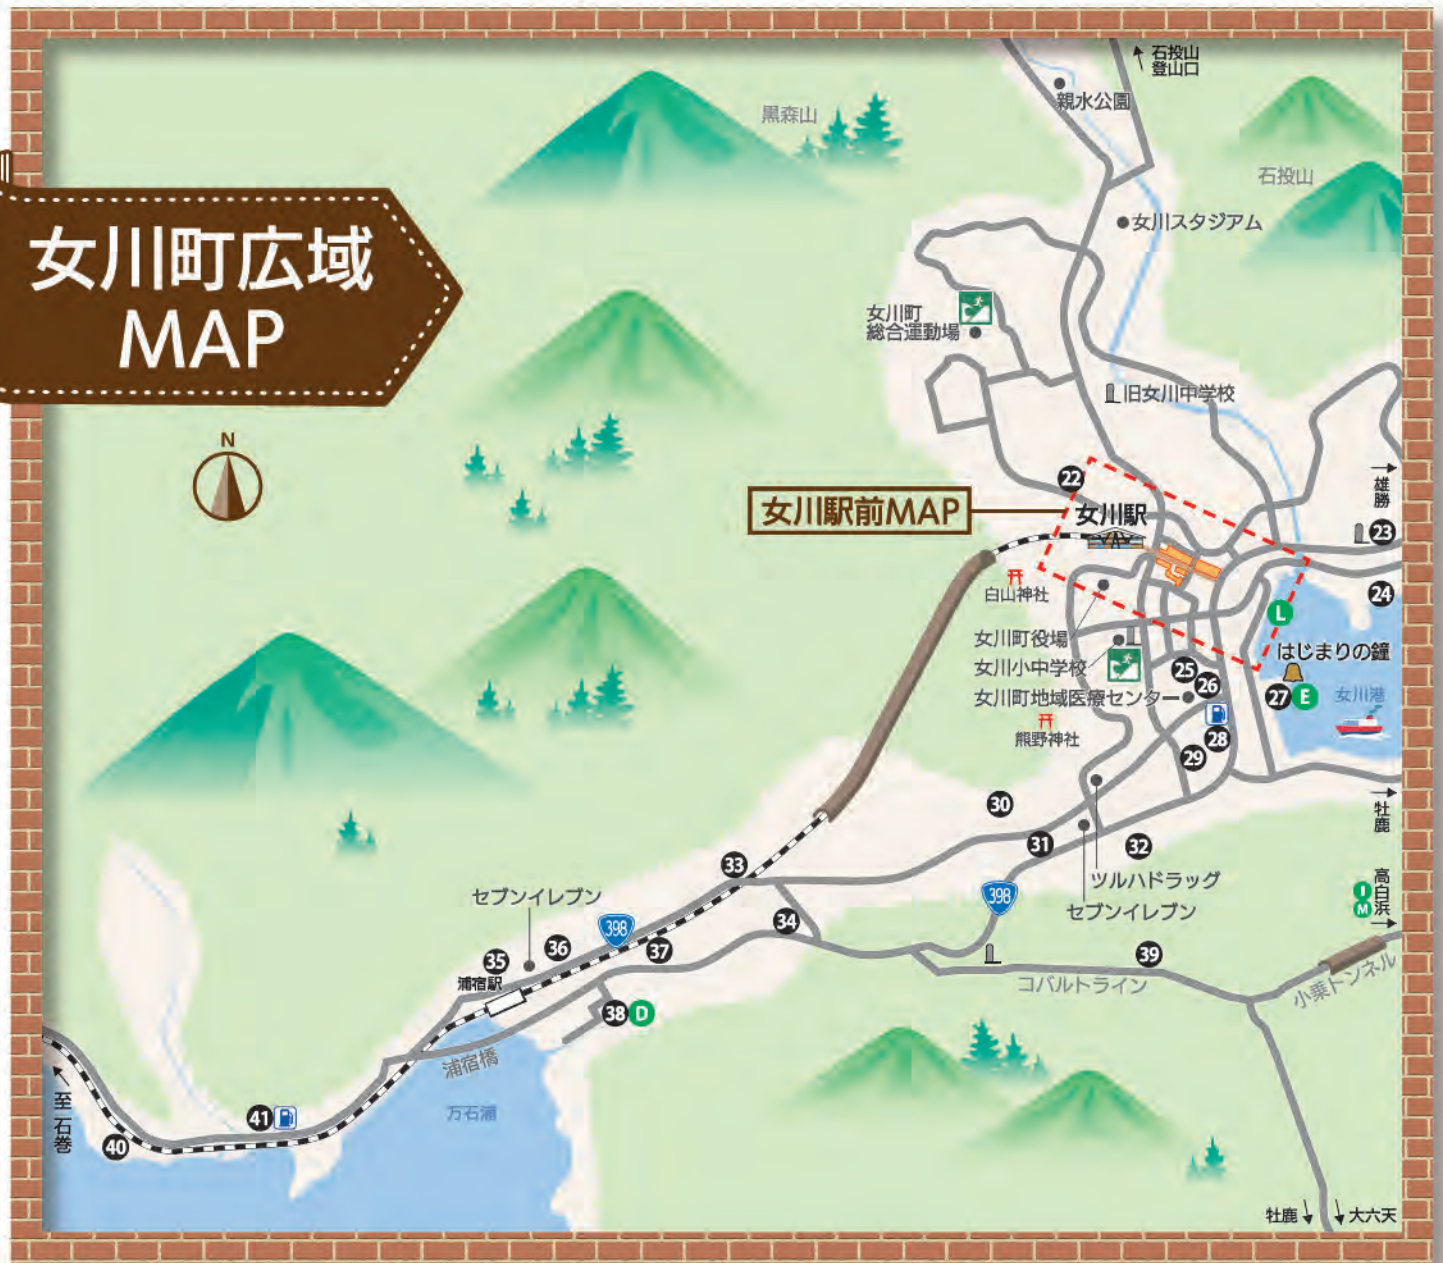 女川町広域
MAP
N
黒森山
石投山
登山口
親水公園
石投山
女川スタジアム
女川町
総合運動場
旧女川中学校
22
女川駅前MAP
女川駅
雄勝
23
24
白山神社
L
女川町役場
はじまりの鐘
女川小中学校
25
26
女川町地域医療センター
27
E
女川港
熊野神社
28
29
牡鹿
30
31
32
33
ツルハドラッグ
高白浜
I
M
セブンイレブン
セブンイレブン
398
398
34
35
36
37
浦宿駅
39
コバルトライン
小乗トンネル
38
D
浦宿橋
万石浦
至 石巻
40
41
牡鹿
大六天